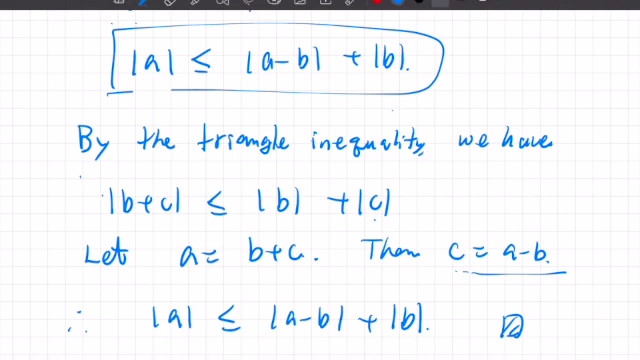 |a| ≤ |a-b| + |b|.
By the triangle inequality, we have
|b+c| ≤ |b| + |c|
Let a = b+c. Then c = a-b.
∴ |a| ≤ |a-b| + |b|.